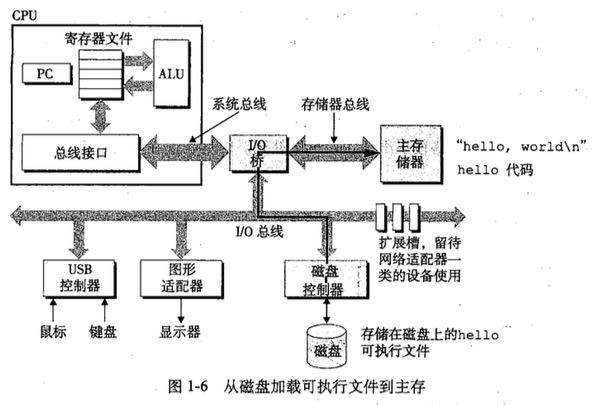 CPU
寄存器文件
PC
ALU
系统总线
存储器总线
总线接口
I/O
桥
主存
储器
“hello, world\n”
hello 代码
I/O 总线
扩展槽，留待
网络适配器一
类的设备使用
USB
控制器
图形
适配器
磁盘
控制器
鼠标
键盘
显示器
磁盘
存储在磁盘上的hello
可执行文件
图 1-6 从磁盘加载可执行文件到主存